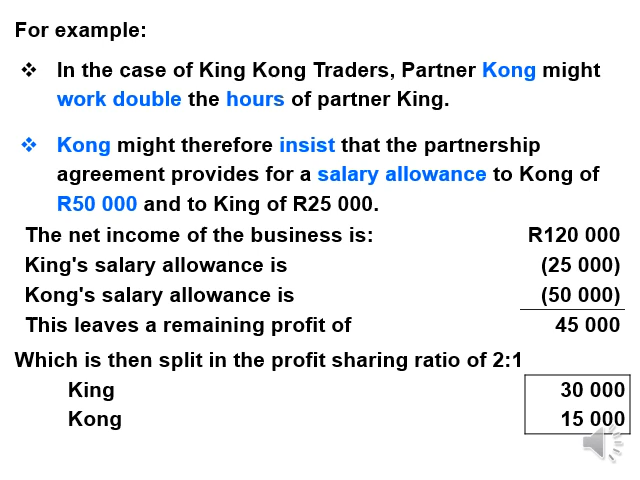 For example:
❖ In the case of King Kong Traders, Partner Kong might
work double the hours of partner King.
❖ Kong might therefore insist that the partnership
agreement provides for a salary allowance to Kong of
R50 000 and to King of R25 000.
The net income of the business is: R120 000
King's salary allowance is (25 000)
Kong's salary allowance is (50 000)
This leaves a remaining profit of 45 000
Which is then split in the profit sharing ratio of 2:1
King 30 000
Kong 15 000